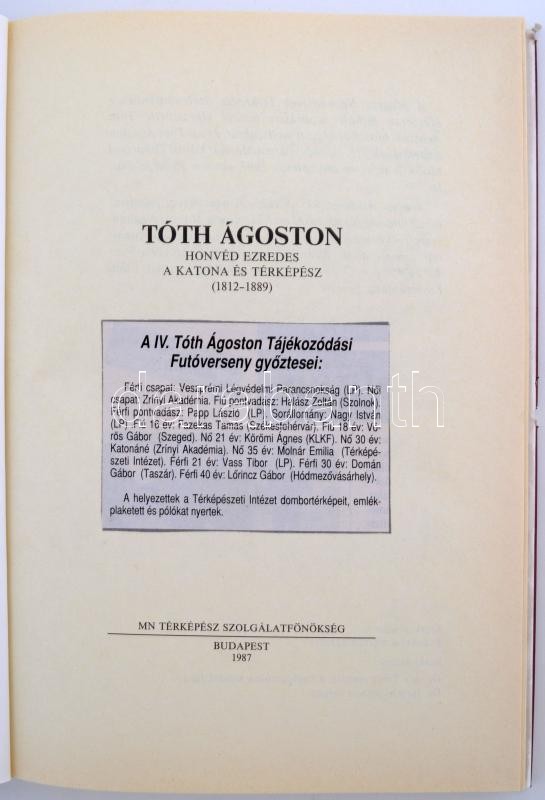 TÓTH ÁGOSTON
HONVÉD EZREDES
A KATONA ÉS TÉRKÉPÉSZ
(1812–1889)
A IV. Tóth Ágoston Tájékozódási
Futóverseny győztesei:
Férfi csapat: Veszprémi Légvédelmi Parancsnokság (LP). Női
csapat: Zrínyi Akadémia. Fiú pontvadász: Halász Zoltán (Szolnok).
Férfi pontvadász: Papp László (LP). Sorállomány: Nagy István
(LP). Fiú 16 év: Fazekas Tamás (Székesfehérvár). Fiú 18 év: Vö-
rös Gábor (Szeged). Nő 21 év: Körömi Ágnes (KLKF). Nő 30 év:
Katonáné (Zrínyi Akadémia). Nő 35 év: Molnár Emília (Térképé-
szeti Intézet). Férfi 21 év: Vass Tibor (LP). Férfi 30 év: Domán
Gábor (Taszár). Férfi 40 év: Lőrincz Gábor (Hódmezővásárhely).
A helyezettek a Térképészeti Intézet dombortérképeit, emlék-
plakettet és pólókat nyertek.
MN TÉRKÉPÉSZ SZOLGÁLATFŐNÖKSÉG
BUDAPEST
1987